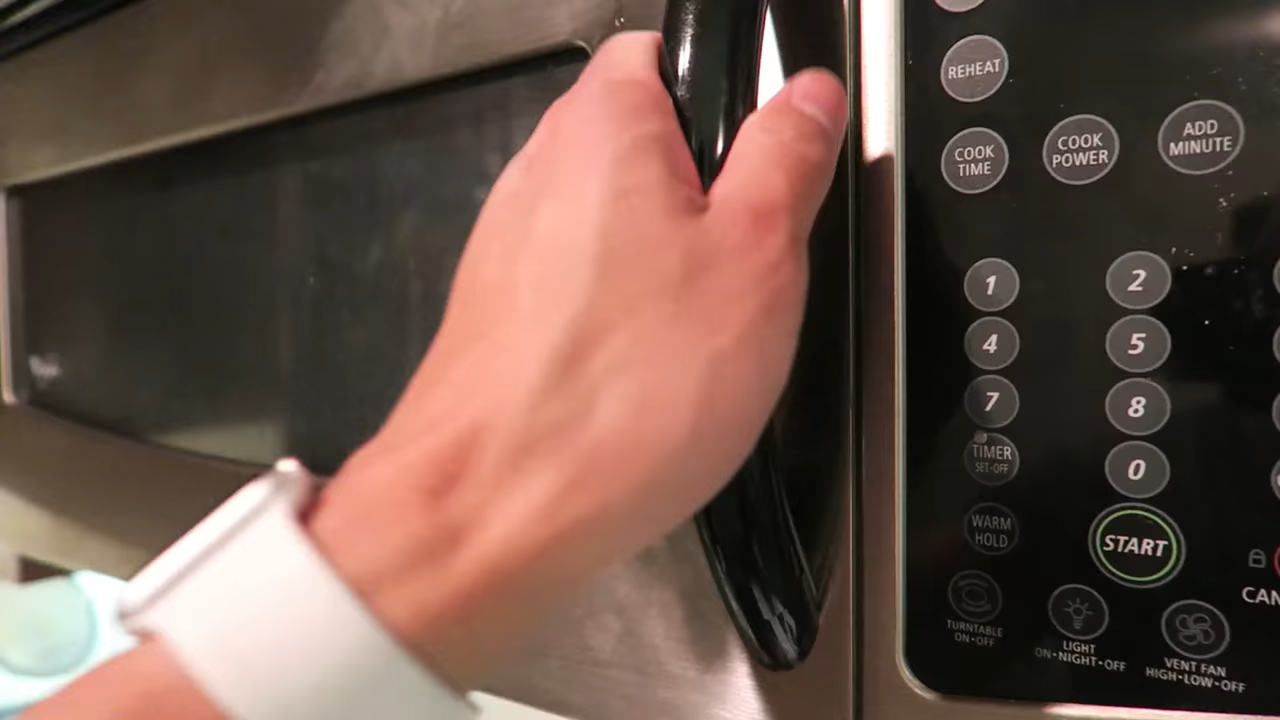 REHEAT
COOK
TIME
COOK
POWER
ADD
MINUTE
1
2
4
5
7
8
TIMER
SET-OFF
0
WARM
HOLD
START
CAN
TURNTABLE
ON-OFF
LIGHT
ON-NIGHT-OFF
VENT FAN
HIGH-LOW-OFF